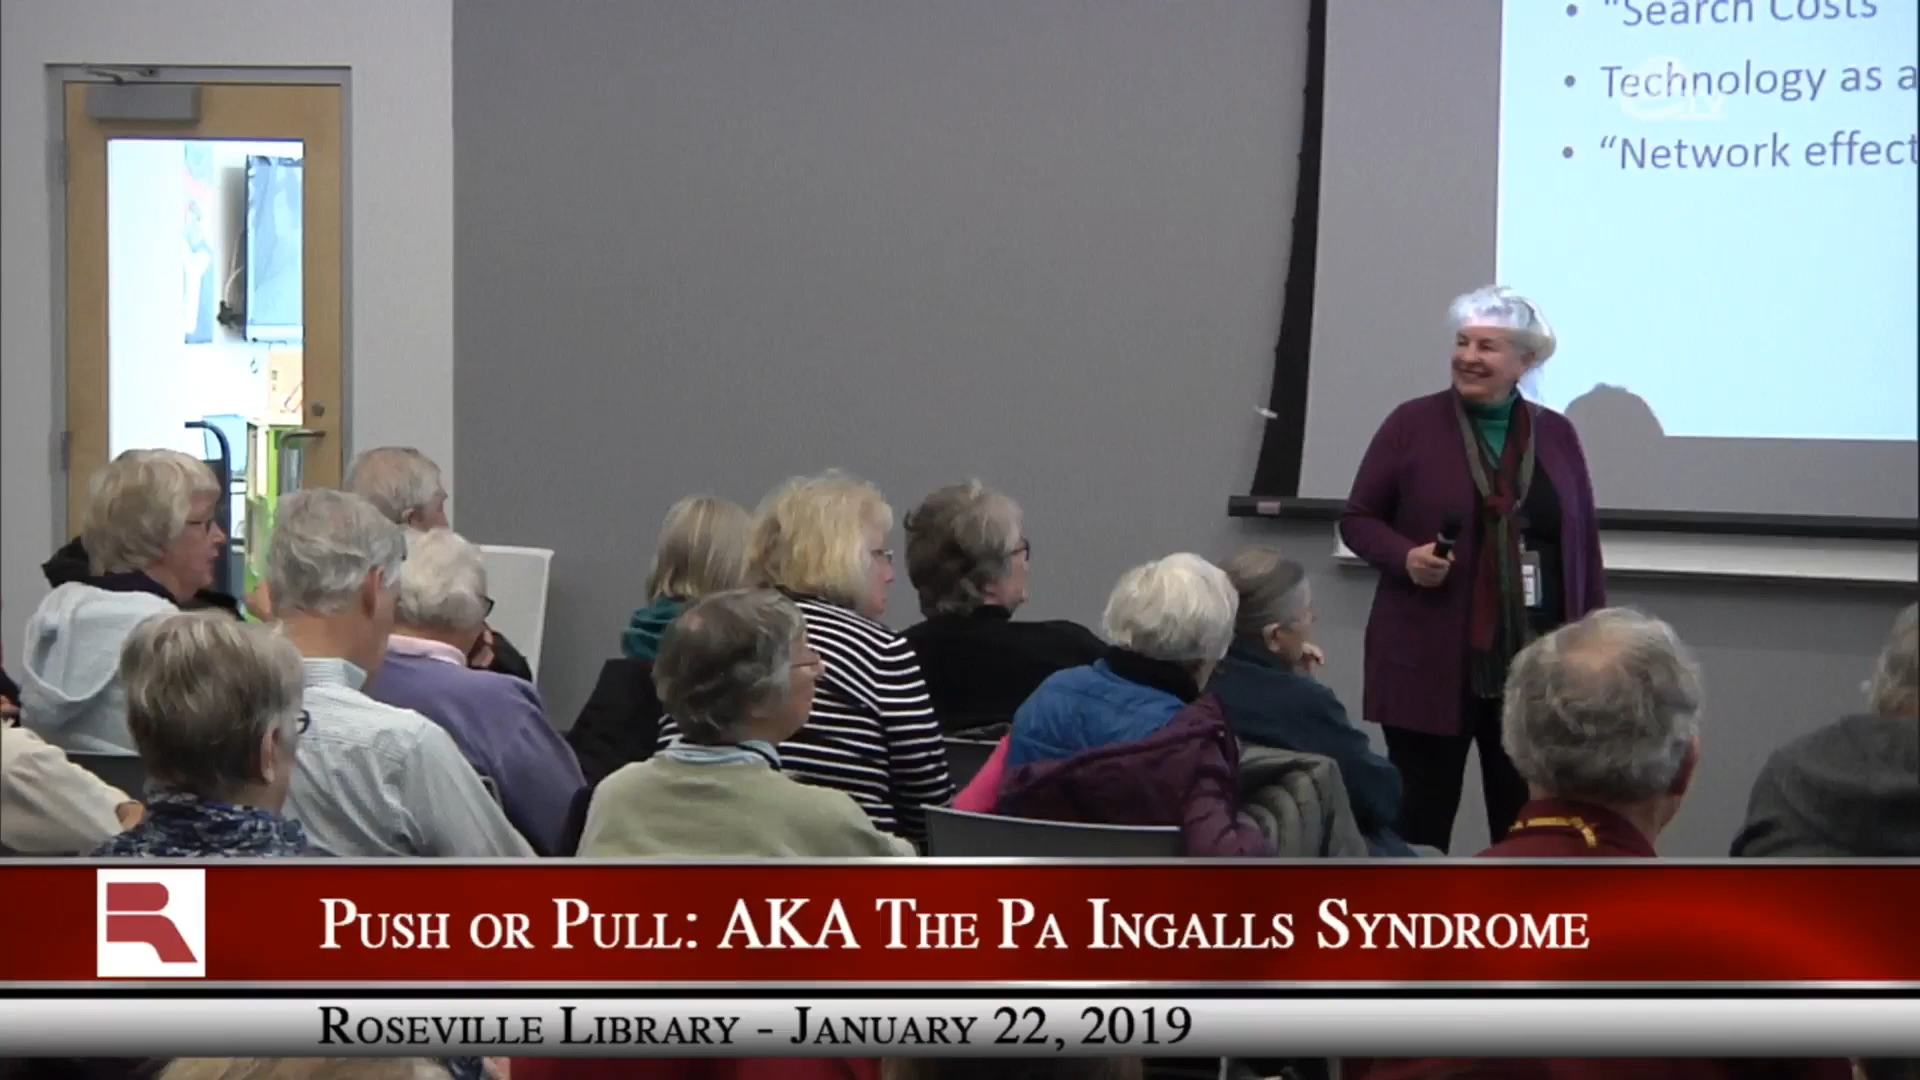 • "Search Costs
• Technology as a
• "Network effect
PUSH OR PULL: AKA THE PA INGALLS SYNDROME
ROSEVILLE LIBRARY - JANUARY 22, 2019